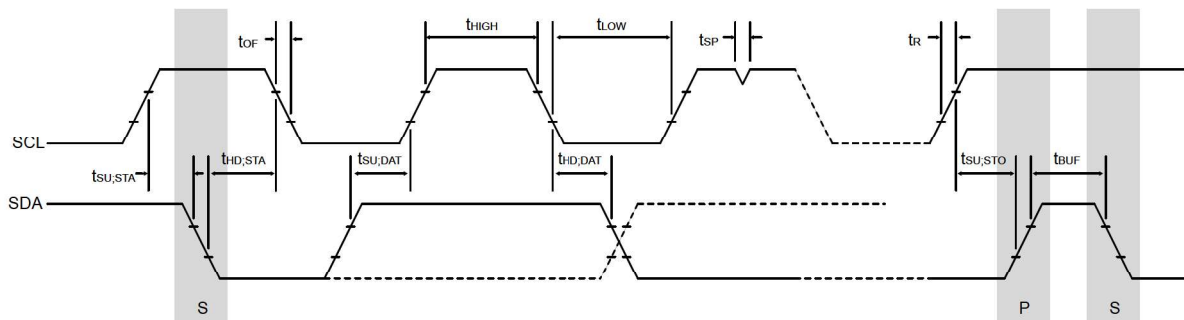 tOF
tHIGH
tLOW
tSP
tR
SCL
tSU;STA
tHD;STA
tSU;DAT
tHD;DAT
tSU;STO
tBUF
SDA
S
P
S